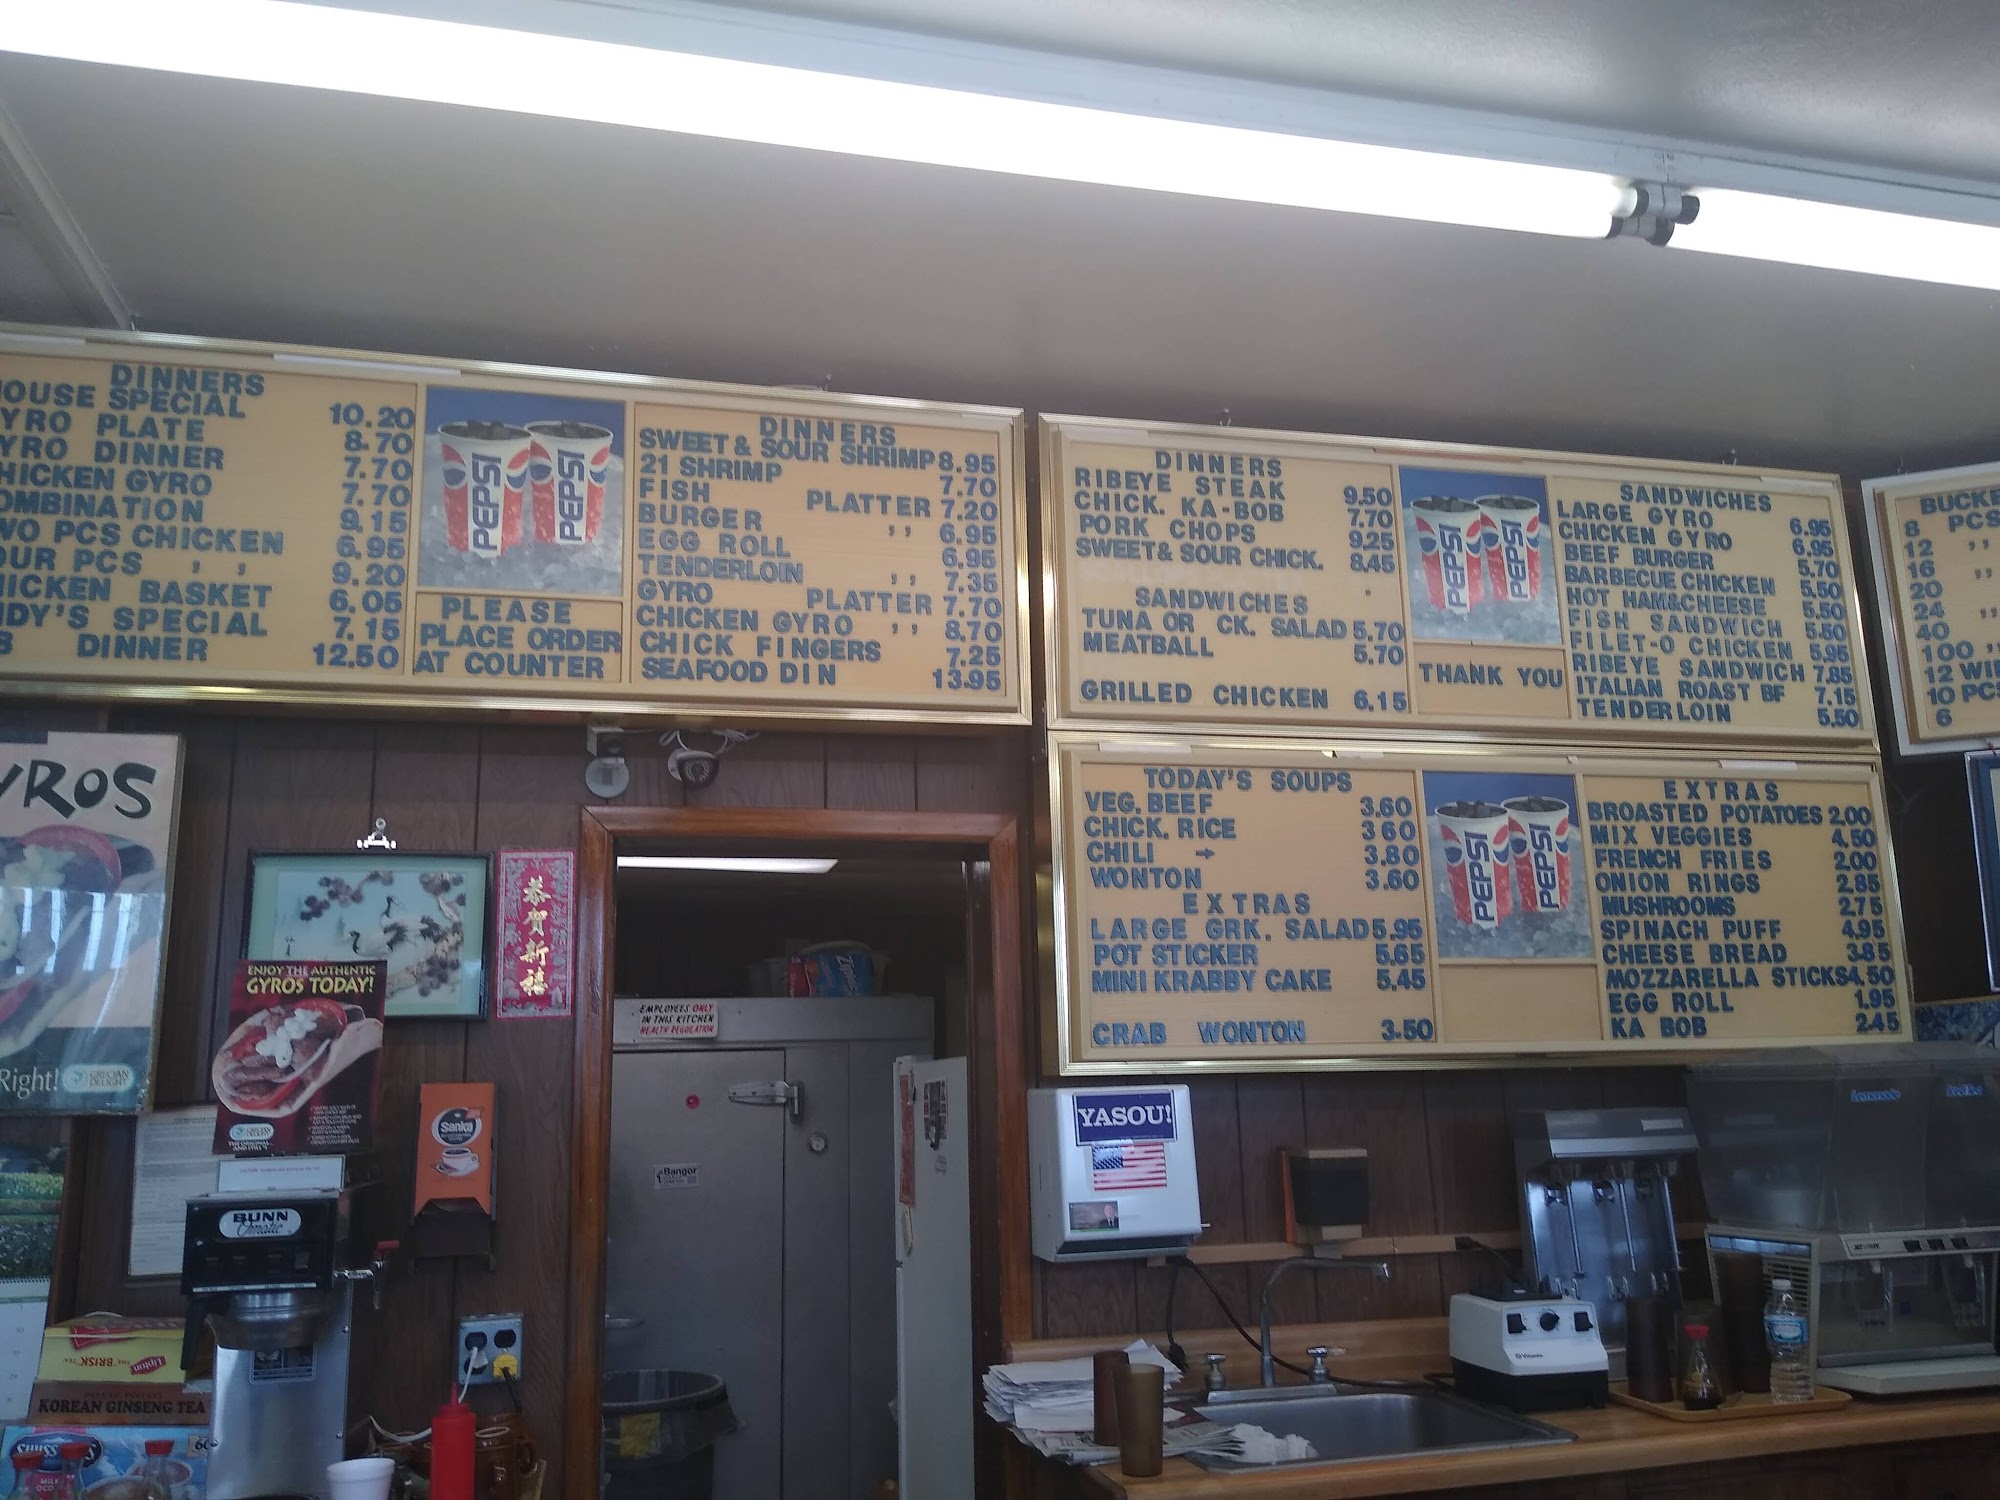 DINNERS
SPECIAL 10.20
PLATE 8.70
DINNER 7.70
GYRO 7.70
9.15
PCS CHICKEN 6.95
PCS , , 9.20
BASKET 6.05
SPECIAL 7.15
DINNER 12.50
PEPSI PEPSI
PLEASE
PLACE ORDER
AT COUNTER
DINNERS
SWEET & SOUR SHRIMP 8.95
21 SHRIMP 7.70
FISH PLATTER 7.20
BURGER ,, 6.95
EGG ROLL 6.95
TENDERLOIN ,, 7.35
GYRO PLATTER 7.70
CHICKEN GYRO ,, 8.70
CHICK FINGERS 7.25
SEAFOOD DIN 13.95
DINNERS
RIBEYE STEAK 9.50
CHICK. KA-BOB 7.70
PORK CHOPS 9.25
SWEET & SOUR CHICK. 8.45
SANDWICHES
TUNA OR CK. SALAD 5.70
MEATBALL 5.70
GRILLED CHICKEN 6.15
PEPSI PEPSI
THANK YOU
SANDWICHES
LARGE GYRO 6.95
CHICKEN GYRO 6.95
BEEF BURGER 5.70
BARBECUE CHICKEN 5.50
HOT HAM&CHEESE 5.50
FISH SANDWICH 5.50
FILET-O CHICKEN 5.95
RIBEYE SANDWICH 7.85
ITALIAN ROAST BF 7.15
TENDERLOIN 5.50
8 PCS
12 ,,
16 ,,
20
24 ,,
40
100 ,,
12
10 PCS
6
TODAY'S SOUPS
VEG. BEEF 3.60
CHICK. RICE 3 60
CHILI → 3.80
WONTON 3.60
EXTRAS
LARGE GRK. SALAD 5.95
POT STICKER 5.65
MINI KRABBY CAKE 5.45
CRAB WONTON 3.50
PEPSI PEPSI
EXTRAS
BROASTED POTATOES 2.00
MIX VEGGIES 4.50
FRENCH FRIES 2.00
ONION RINGS 2.85
MUSHROOMS 2.75
SPINACH PUFF 4.95
CHEESE BREAD 3.85
MOZZARELLA STICKS 4.50
EGG ROLL 1.95
KA BOB 2.45
YROS
Right!
GRECIAN
DELIGHT
ENJOY THE AUTHENTIC
GYROS TODAY!
恭賀新禧
EMPLOYEES ONLY
IN THIS KITCHEN
HEALTH REGULATION
Ziploc
Sanka
Bangor
YASOU!
Lemonade
BUNN
Omatic
THE "BRISK" TEA
Lipton
KOREAN GINSENG TEA
SWISS
MILK
60